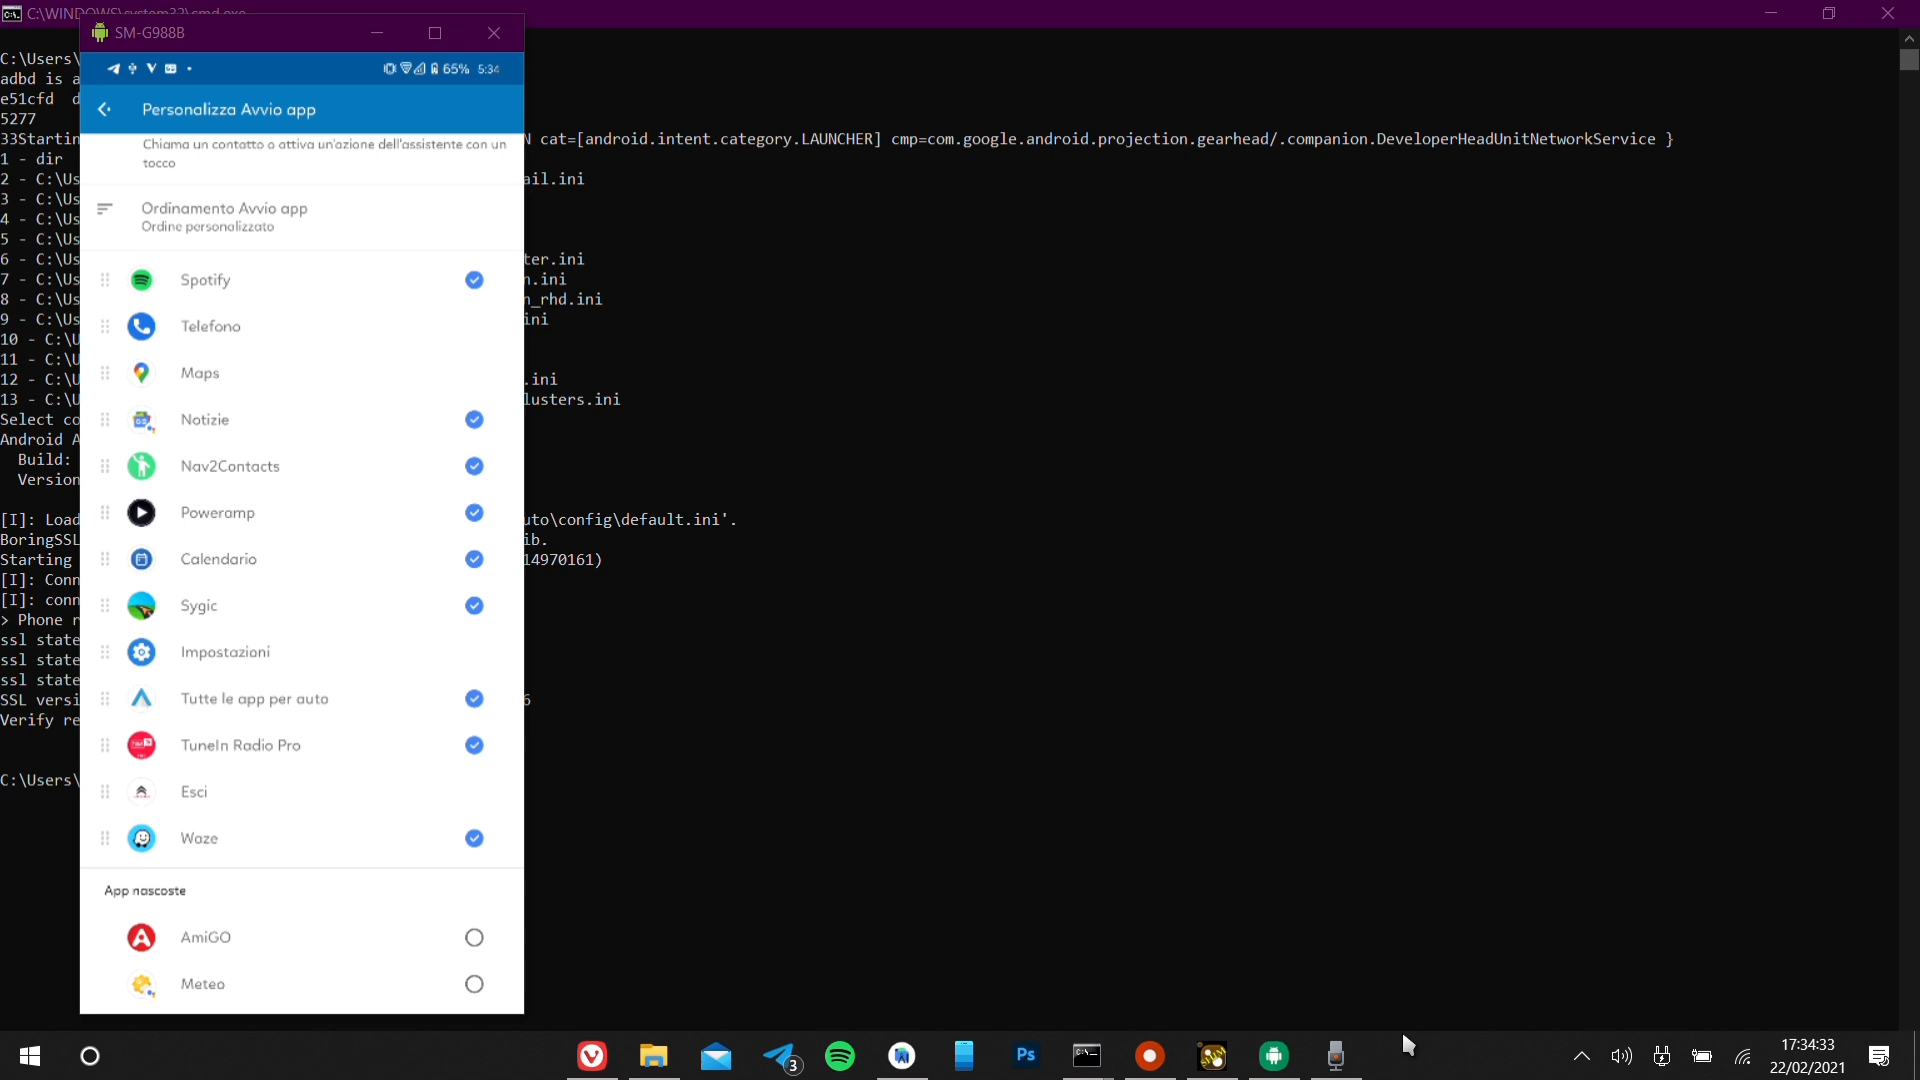 C:\WINDOWS\system32\cmd.exe
SM-G988B
65% 5:34
Personalizza Avvio app
Chiama un contatto o attiva un'azione dell'assistente con un
tocco
Ordinamento Avvio app
Ordine personalizzato
Spotify
Telefono
Maps
Notizie
Nav2Contacts
Poweramp
Calendario
Sygic
Impostazioni
Tutte le app per auto
TuneIn Radio Pro
Esci
Waze
App nascoste
AmiGO
Meteo
C:\Users\
adbd is a
e51cfd d
5277
33Startin N cat=[android.intent.category.LAUNCHER] cmp=com.google.android.projection.gearhead/.companion.DeveloperHeadUnitNetworkService }
1 - dir
2 - C:\Us ail.ini
3 - C:\Us
4 - C:\Us
5 - C:\Us
6 - C:\Us ter.ini
7 - C:\Us n.ini
8 - C:\Us n_rhd.ini
9 - C:\Us ini
10 - C:\U
11 - C:\U
12 - C:\U .ini
13 - C:\U lusters.ini
Select co
Android A
Build:
Version
[I]: Load uto\config\default.ini'.
BoringSSL ib.
Starting 14970161)
[I]: Conn
[I]: conn
> Phone r
ssl state
ssl state
ssl state
SSL versi 6
Verify re
C:\Users\
Ps
3
17:34:33
22/02/2021